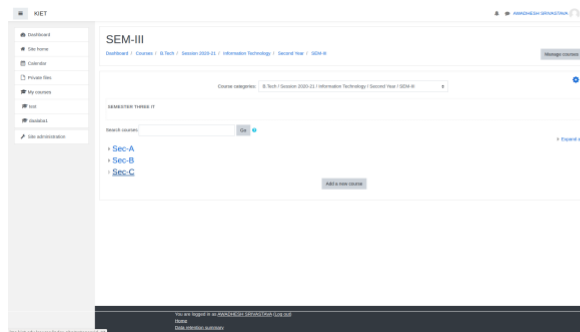 KIET
AWADHESH SRIVASTAVA
Dashboard
Site home
Calendar
Private files
My courses
test
Site administration
SEM-III
Dashboard / Courses / B.Tech / Session 2020-21 / Information Technology / Second Year / SEM-III
Manage courses
Course categories: B.Tech / Session 2020-21 / Information Technology / Second Year / SEM-III
SEMESTER THREE IT
Search courses
Go
Expand
Sec-A
Sec-B
Sec-C
Add a new course
You are logged in as AWADHESH SRIVASTAVA (Log out)
Home
Data retention summary